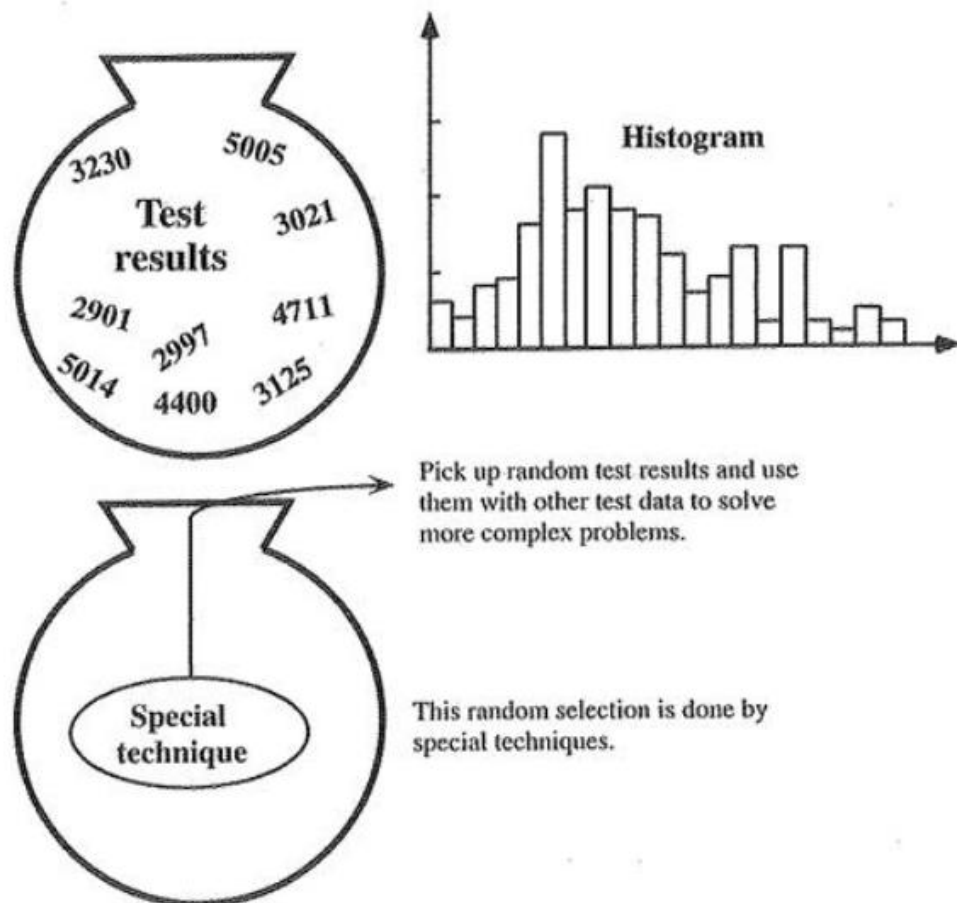 3230
5005
Test
results
3021
2901
2997
4711
5014
4400
3125
Histogram
Pick up random test results and use
them with other test data to solve
more complex problems.
Special
technique
This random selection is done by
special techniques.